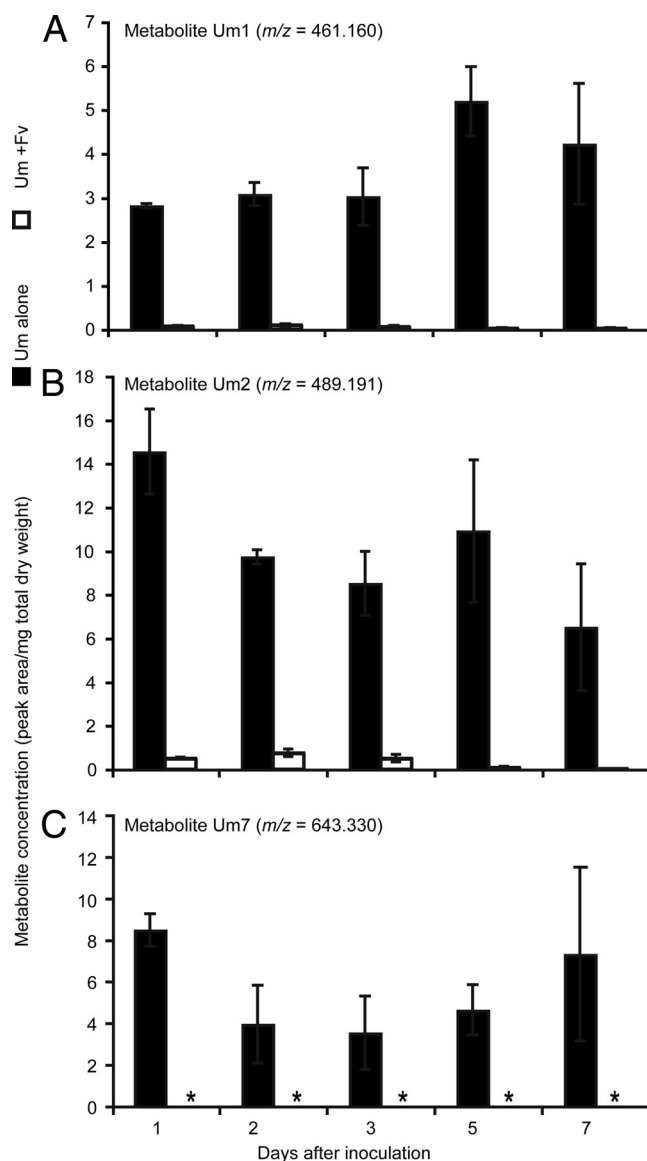 A
Metabolite Um1 (m/z = 461.160)
7
6
5
4
3
2
1
0
Um +Fv
Um alone
B
Metabolite Um2 (m/z = 489.191)
18
16
14
12
10
8
6
4
2
0
Metabolite concentration (peak area/mg total dry weight)
C
Metabolite Um7 (m/z = 643.330)
14
12
10
8
6
4
2
0
* * * * *
1 2 3 5 7
Days after inoculation